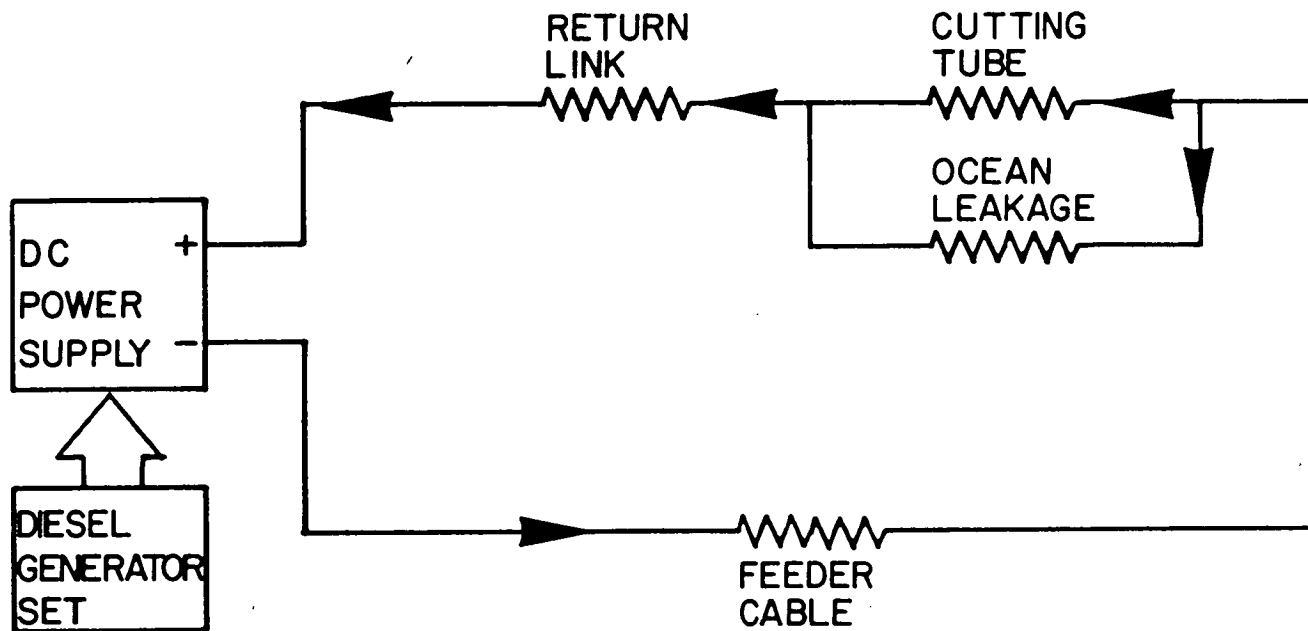 RETURN
LINK
CUTTING
TUBE
OCEAN
LEAKAGE
DC +
POWER
SUPPLY −
DIESEL
GENERATOR
SET
FEEDER
CABLE